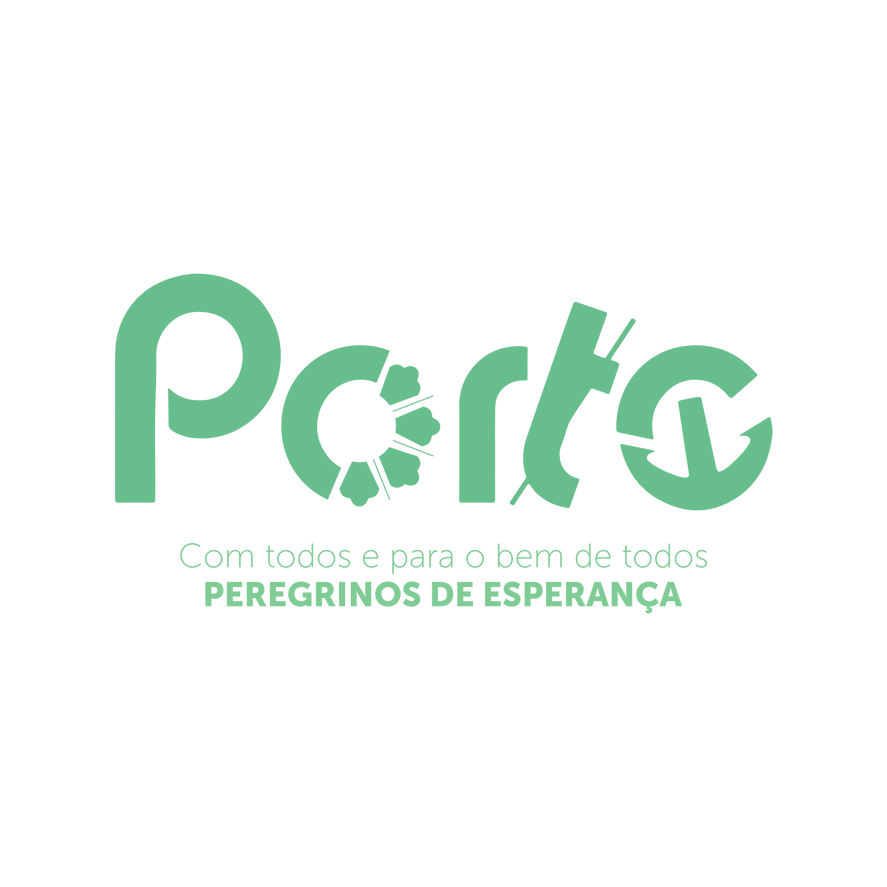 Porto
Com todos e para o bem de todos
PEREGRINOS DE ESPERANÇA